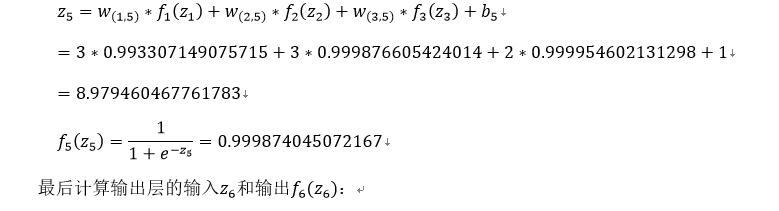 z₅ = w₍₁,₅₎ * f₁(z₁) + w₍₂,₅₎ * f₂(z₂) + w₍₃,₅₎ * f₃(z₃) + b₅↓
= 3 * 0.993307149075715 + 3 * 0.999876605424014 + 2 * 0.999954602131298 + 1↓
= 8.979460467761783↓
f₅(z₅) = 1 / (1 + e^(−z₅)) = 0.999874045072167↓
最后计算输出层的输入z₆和输出f₆(z₆)：↵